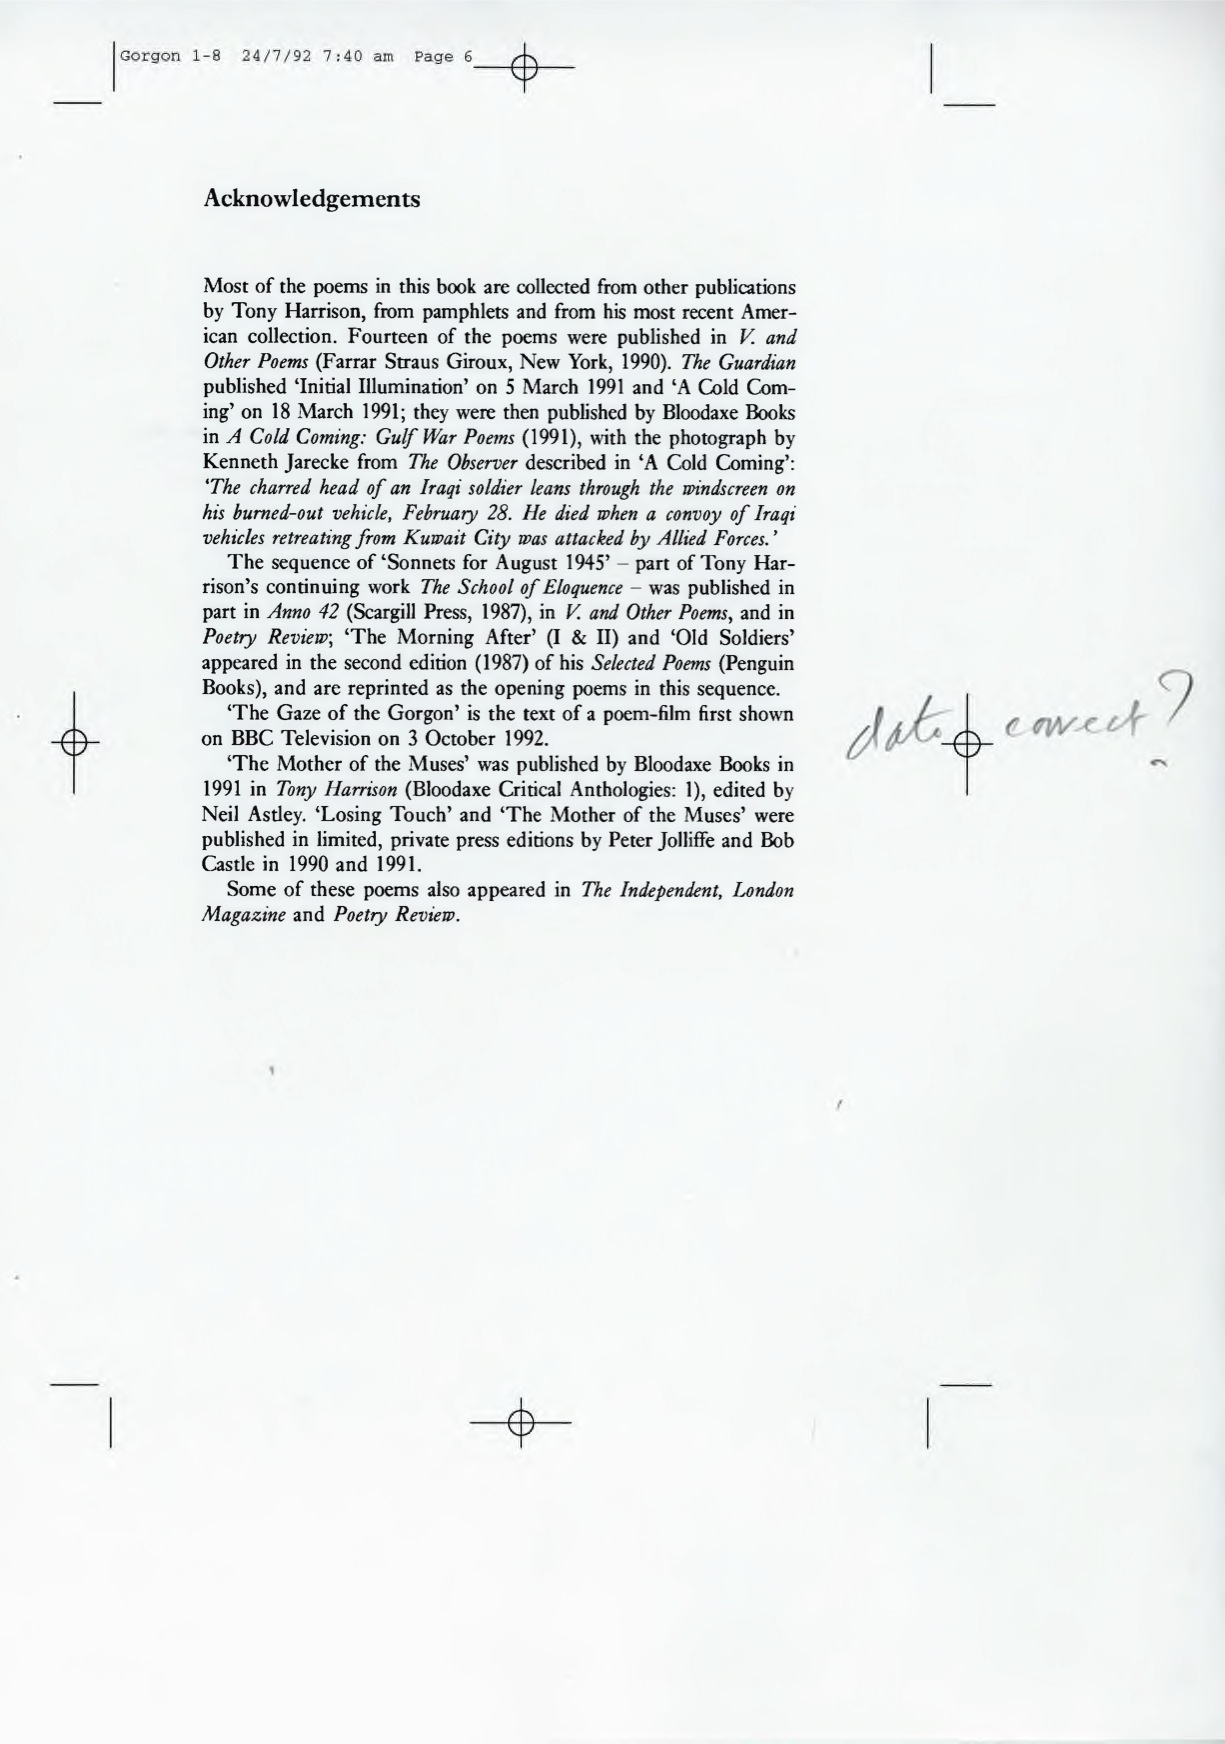 Gorgon 1-8 24/7/92 7:40 am Page 6
Acknowledgements
Most of the poems in this book are collected from other publications
by Tony Harrison, from pamphlets and from his most recent Amer-
ican collection. Fourteen of the poems were published in V. and
Other Poems (Farrar Straus Giroux, New York, 1990). The Guardian
published ‘Initial Illumination’ on 5 March 1991 and ‘A Cold Com-
ing’ on 18 March 1991; they were then published by Bloodaxe Books
in A Cold Coming: Gulf War Poems (1991), with the photograph by
Kenneth Jarecke from The Observer described in ‘A Cold Coming’:
‘The charred head of an Iraqi soldier leans through the windscreen on
his burned-out vehicle, February 28. He died when a convoy of Iraqi
vehicles retreating from Kuwait City was attacked by Allied Forces.’
The sequence of ‘Sonnets for August 1945’ – part of Tony Har-
rison’s continuing work The School of Eloquence – was published in
part in Anno 42 (Scargill Press, 1987), in V. and Other Poems, and in
Poetry Review; ‘The Morning After’ (I & II) and ‘Old Soldiers’
appeared in the second edition (1987) of his Selected Poems (Penguin
Books), and are reprinted as the opening poems in this sequence.
‘The Gaze of the Gorgon’ is the text of a poem-film first shown
on BBC Television on 3 October 1992.
date correct?
‘The Mother of the Muses’ was published by Bloodaxe Books in
1991 in Tony Harrison (Bloodaxe Critical Anthologies: 1), edited by
Neil Astley. ‘Losing Touch’ and ‘The Mother of the Muses’ were
published in limited, private press editions by Peter Jolliffe and Bob
Castle in 1990 and 1991.
Some of these poems also appeared in The Independent, London
Magazine and Poetry Review.